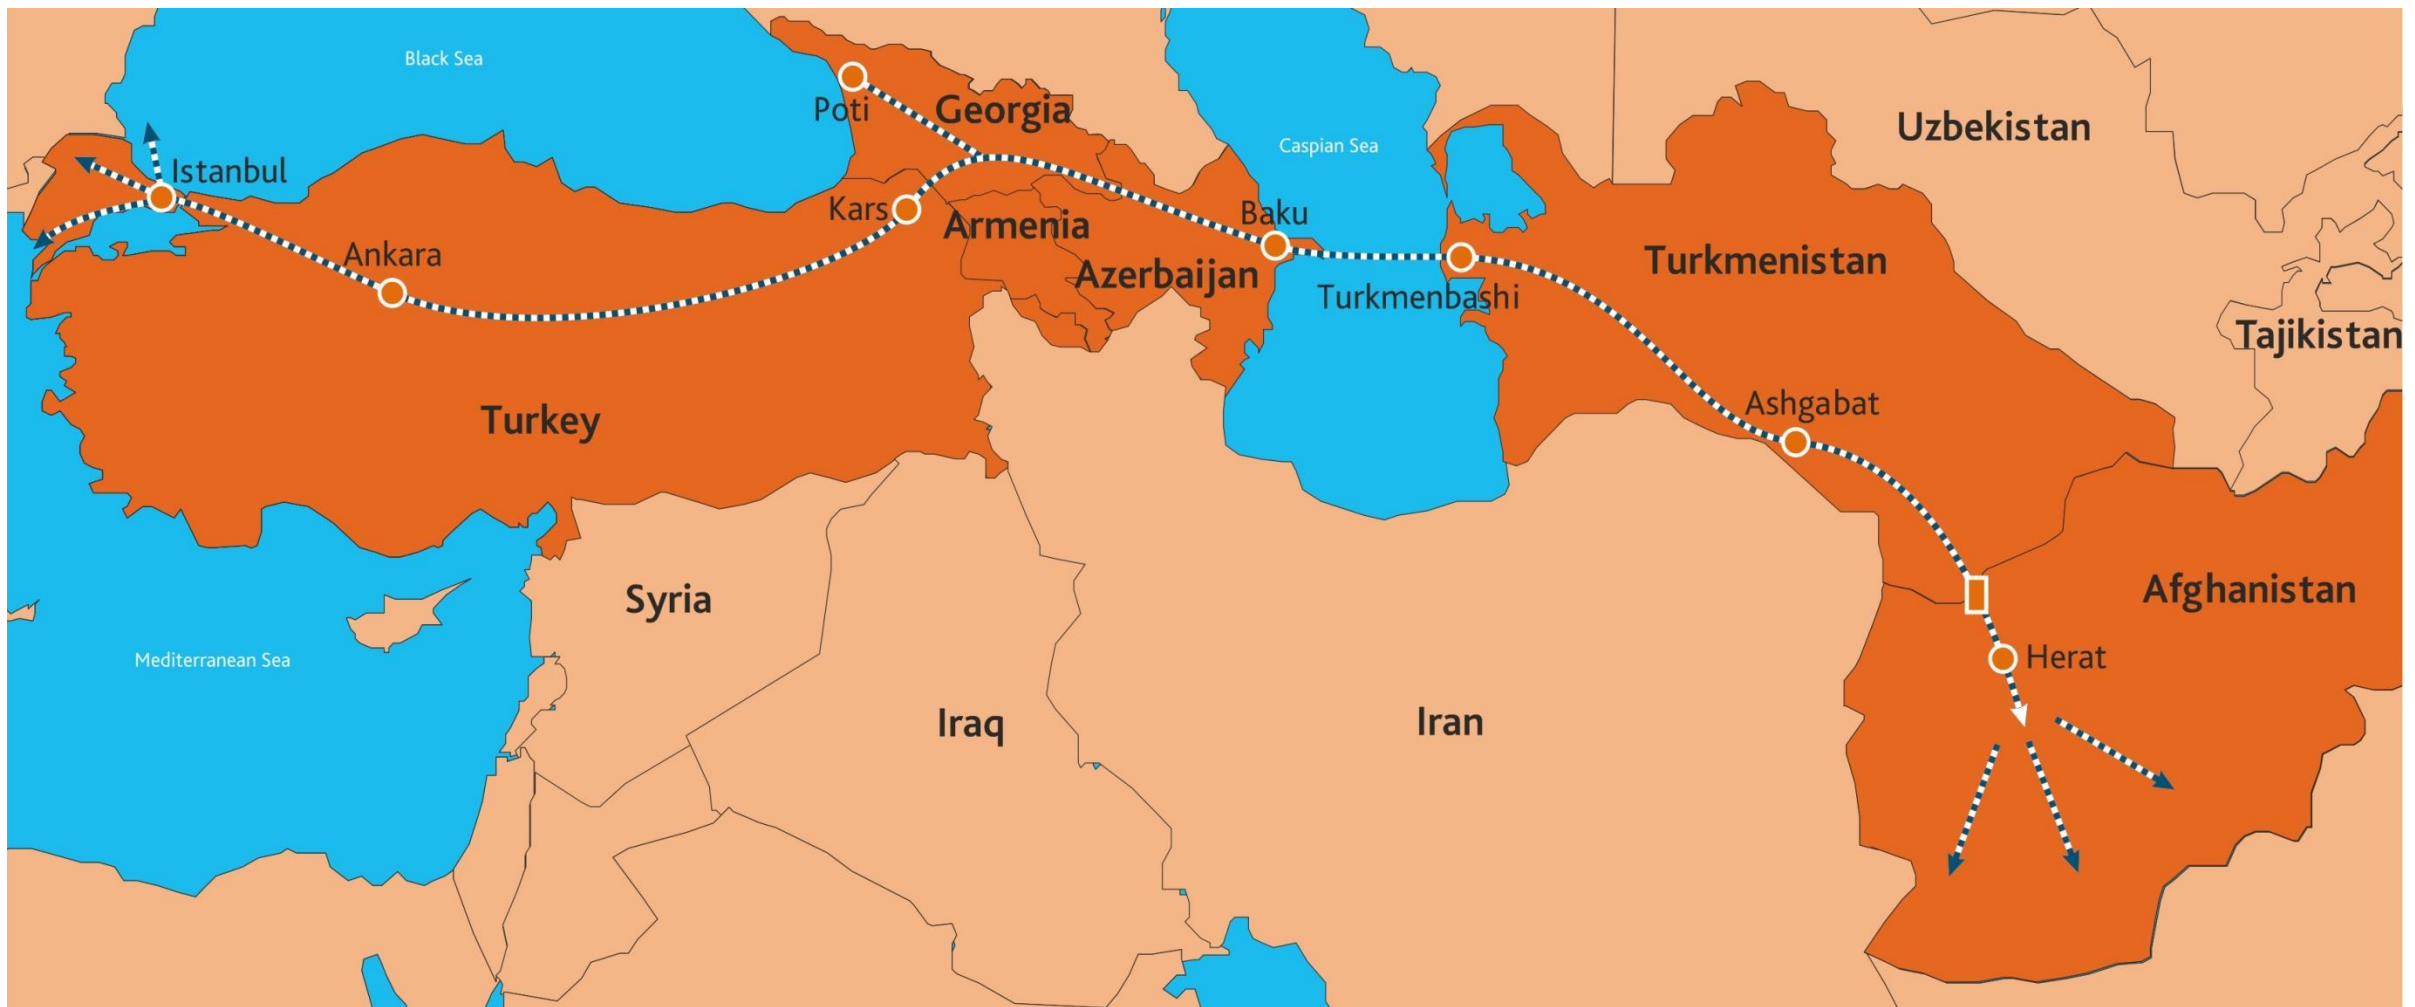 Black Sea
Poti
Georgia
Uzbekistan
Caspian Sea
Istanbul
Kars
Armenia
Baku
Ankara
Azerbaijan
Turkmenistan
Turkmenbashi
Tajikistan
Turkey
Ashgabat
Syria
Afghanistan
Mediterranean Sea
Herat
Iraq
Iran